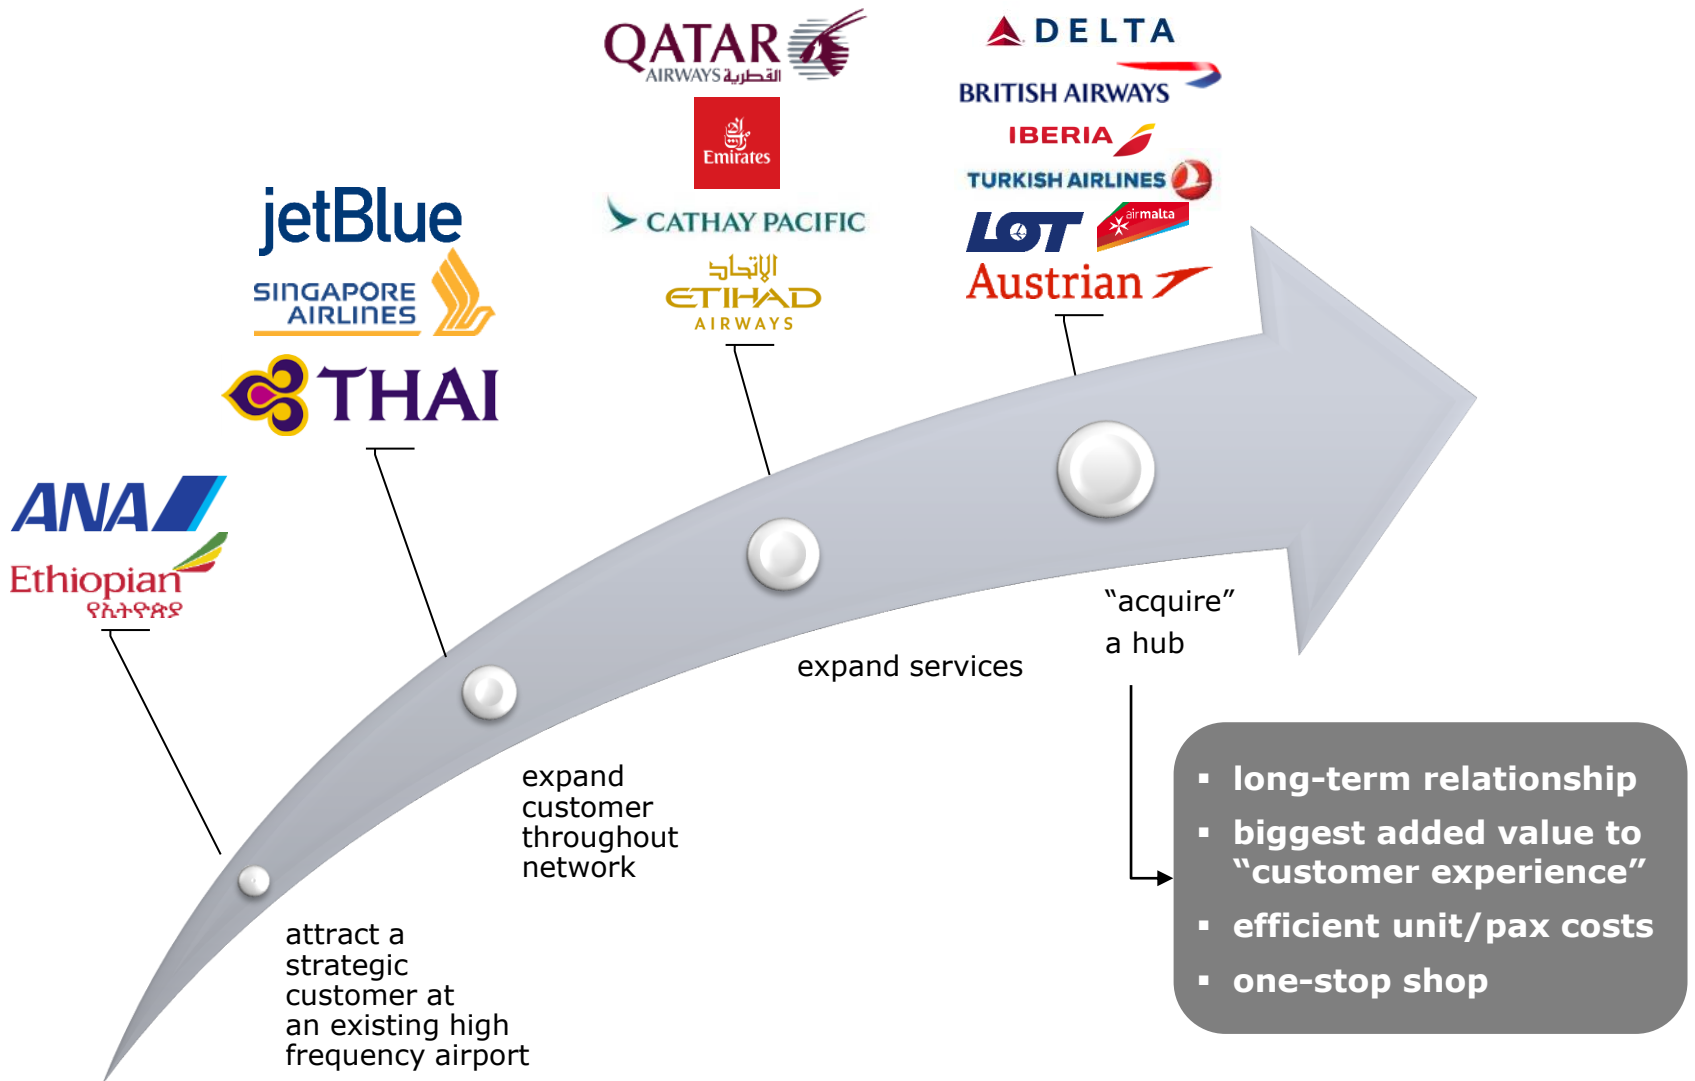 QATAR
AIRWAYS القطرية
Emirates
CATHAY PACIFIC
الإتحاد
ETIHAD
AIRWAYS
DELTA
BRITISH AIRWAYS
IBERIA
TURKISH AIRLINES
LOT
airmalta
Austrian
jetBlue
SINGAPORE
AIRLINES
THAI
ANA
Ethiopian
የኢትዮጵያ
attract a
strategic
customer at
an existing high
frequency airport
expand
customer
throughout
network
expand services
“acquire”
a hub
▪ long-term relationship
▪ biggest added value to
“customer experience”
▪ efficient unit/pax costs
▪ one-stop shop